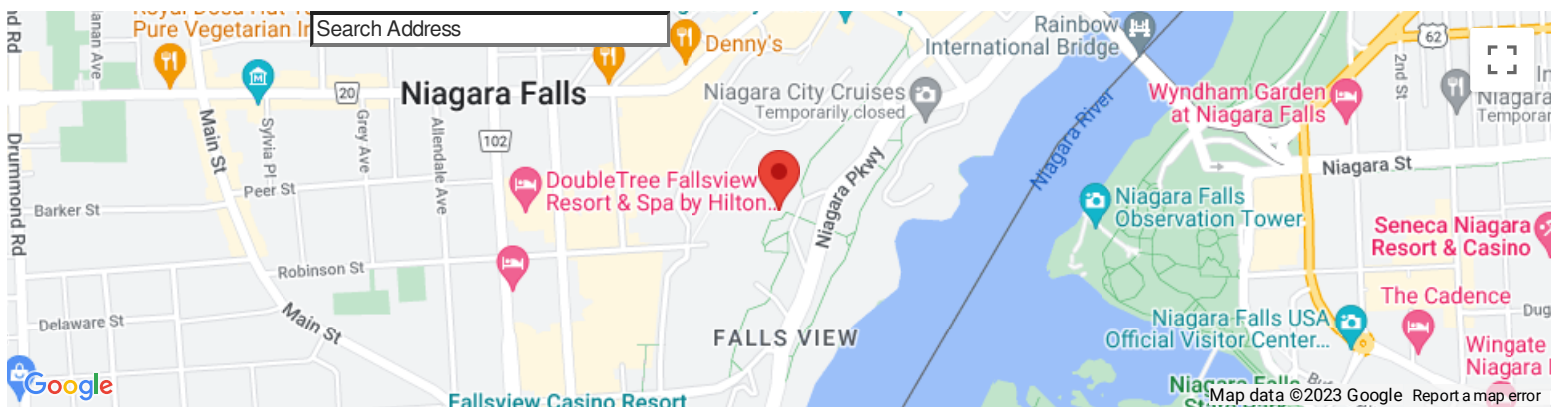 Royal Dosa Hut
Pure Vegetarian
Search Address
Denny's
Rainbow
International Bridge
62
2nd St
Niagara
Temporar
20
Niagara Falls
Niagara City Cruises
Temporarily closed
Wyndham Garden
at Niagara Falls
Niagara River
Drummond Rd
Main St
Sylvia Pl
Grey Ave
Allendale Ave
102
Niagara Pkwy
Niagara St
Peer St
Barker St
DoubleTree Fallsview
Resort & Spa by Hilton...
Niagara Falls
Observation Tower
Seneca Niagara
Resort & Casino
Robinson St
Delaware St
Main St
FALLS VIEW
The Cadence
Niagara Falls USA
Official Visitor Center...
Dug
Wingate
Niagara
Google
Fallsview Casino Resort
Niagara Falls
Map data ©2023 Google
Report a map error